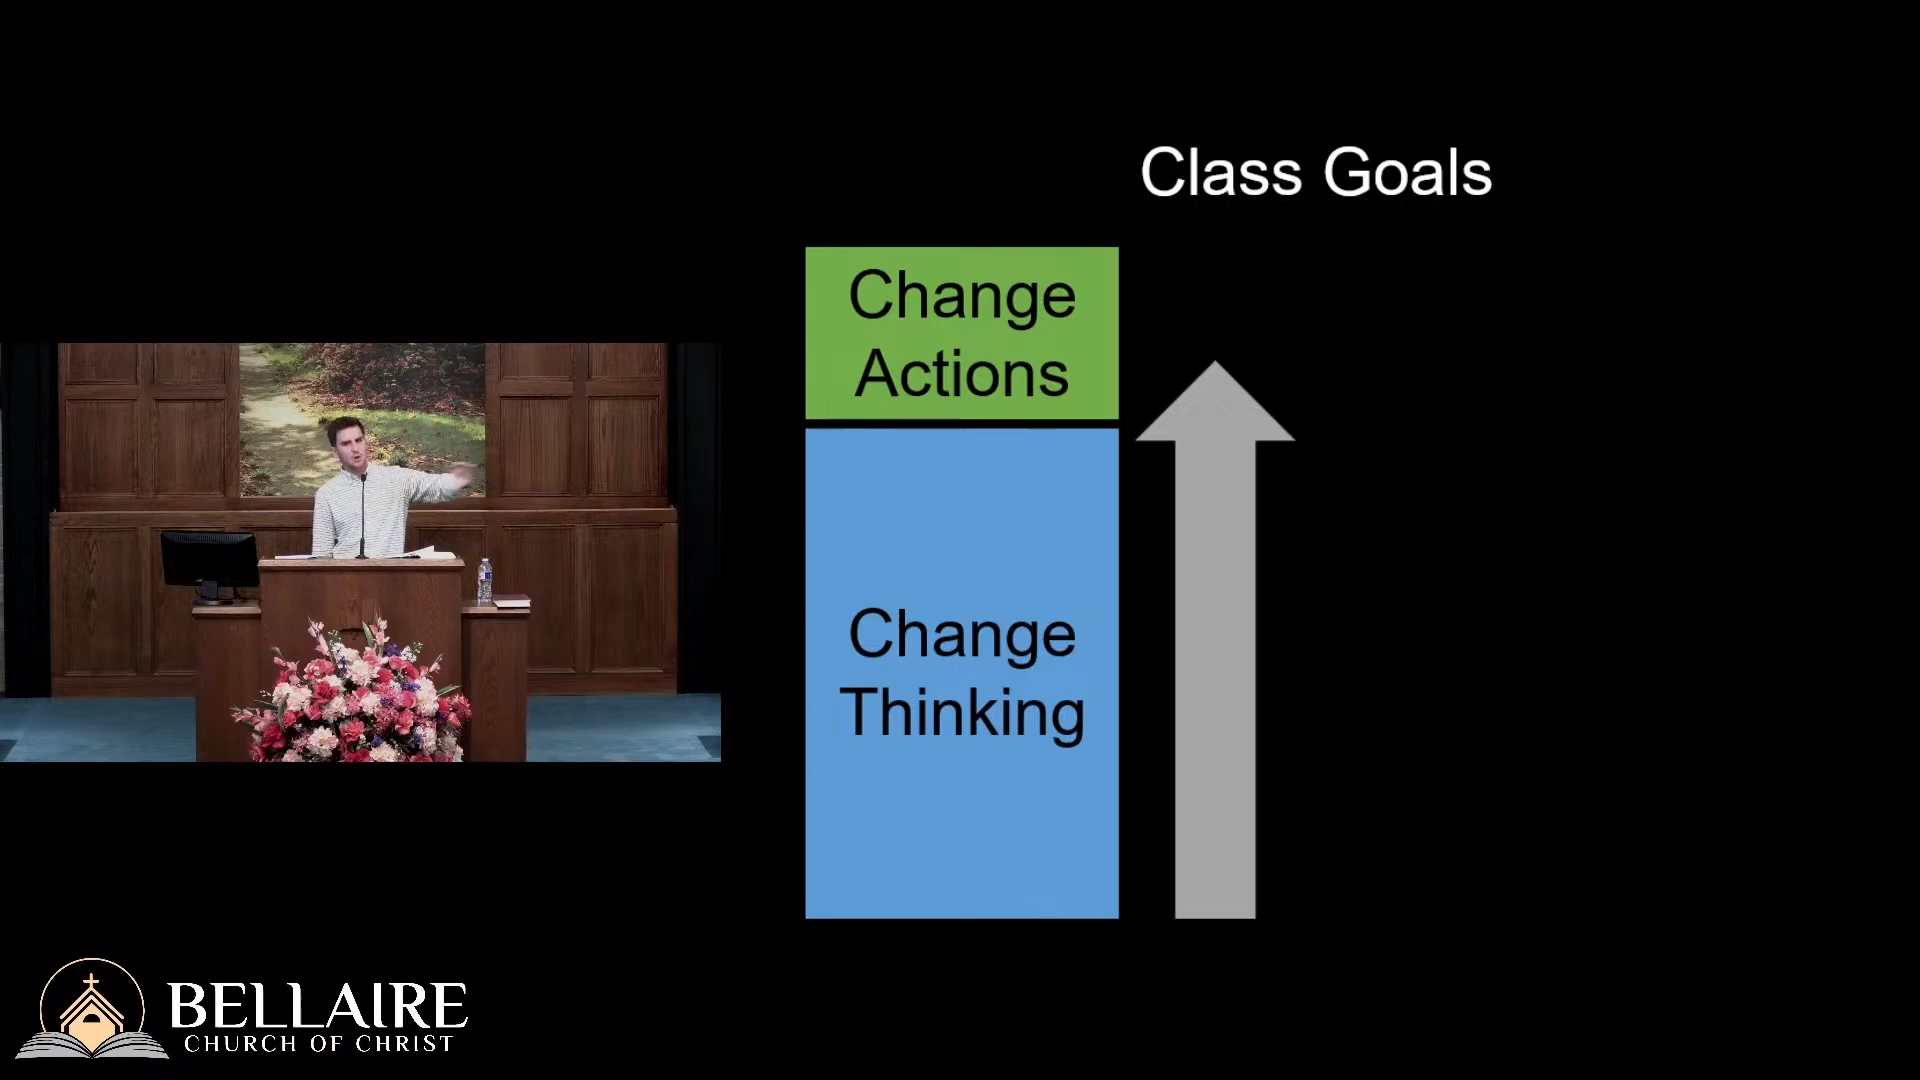 Class Goals
Change
Actions
Change
Thinking
BELLAIRE
CHURCH OF CHRIST